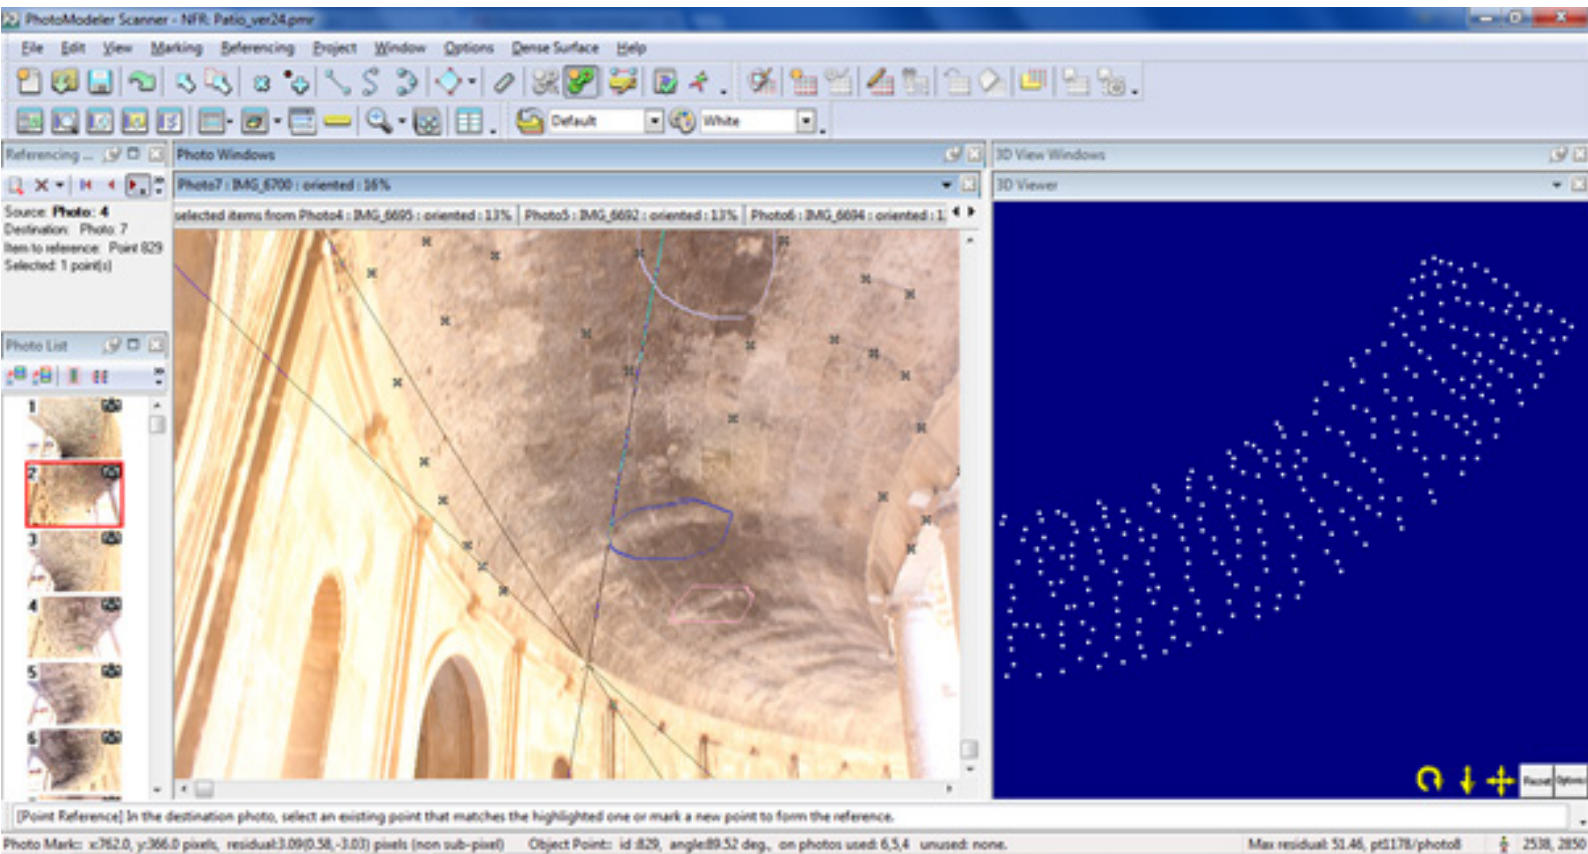 PhotoModeler Scanner - NFR: Patio_ver24.pmr
File Edit View Marking Referencing Project Window Options Dense Surface Help
Default White
Referencing ...
Photo Windows
3D View Windows
Photo7 : IMG_6700 : oriented : 16%
3D Viewer
selected items from Photo4 : IMG_6695 : oriented : 13% Photo5 : IMG_6692 : oriented : 13% Photo6 : IMG_6694 : oriented : 1
Source: Photo: 4
Destination: Photo: 7
Item to reference: Point 829
Selected: 1 point(s)
Photo List
1
2
3
4
5
6
Options
[Point Reference] In the destination photo, select an existing point that matches the highlighted one or mark a new point to form the reference.
Photo Mark: x:762.0, y:366.0 pixels, residual:3.09(0.58,-3.03) pixels (non sub-pixel) Object Point: id:829, angle:89.52 deg., on photos used: 6,5,4 unused: none. Max residual: 51.46, pt1178/photo8 2538, 2850